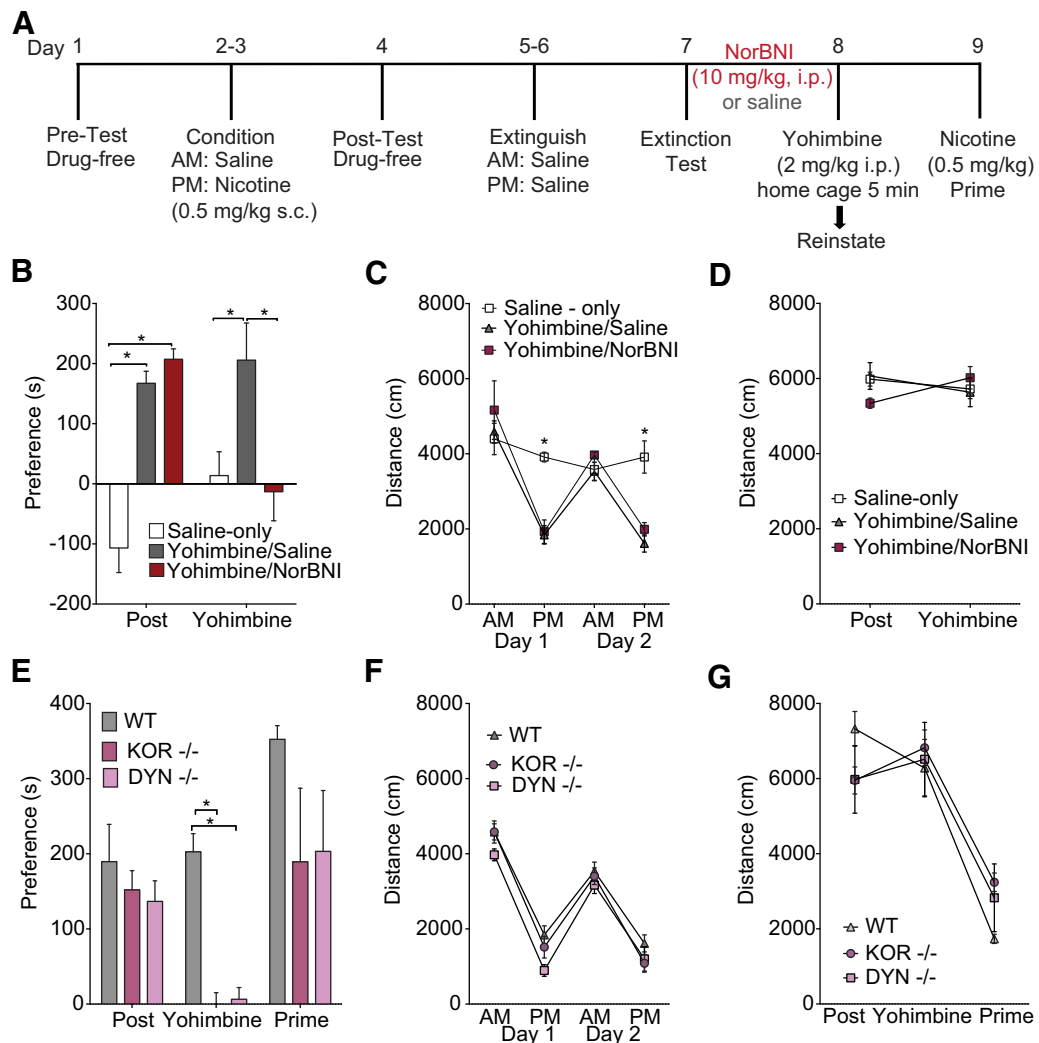 A
Day 1 2-3 4 5-6 7 8 9
NorBNI
(10 mg/kg, i.p.)
or saline
Pre-Test
Drug-free
Condition
AM: Saline
PM: Nicotine
(0.5 mg/kg s.c.)
Post-Test
Drug-free
Extinguish
AM: Saline
PM: Saline
Extinction
Test
Yohimbine
(2 mg/kg i.p.)
home cage 5 min
Reinstate
Nicotine
(0.5 mg/kg)
Prime
B
Preference (s)
300
200
100
0
-100
-200
* * * *
Saline-only
Yohimbine/Saline
Yohimbine/NorBNI
Post Yohimbine
C
Distance (cm)
8000
6000
4000
2000
0
Saline - only
Yohimbine/Saline
Yohimbine/NorBNI
* *
AM PM AM PM
Day 1 Day 2
D
Distance (cm)
8000
6000
4000
2000
0
Saline-only
Yohimbine/Saline
Yohimbine/NorBNI
Post Yohimbine
E
Preference (s)
400
300
200
100
0
WT
KOR -/-
DYN -/-
*
*
Post Yohimbine Prime
F
Distance (cm)
8000
6000
4000
2000
0
WT
KOR -/-
DYN -/-
AM PM AM PM
Day 1 Day 2
G
Distance (cm)
8000
6000
4000
2000
0
WT
KOR -/-
DYN -/-
Post Yohimbine Prime